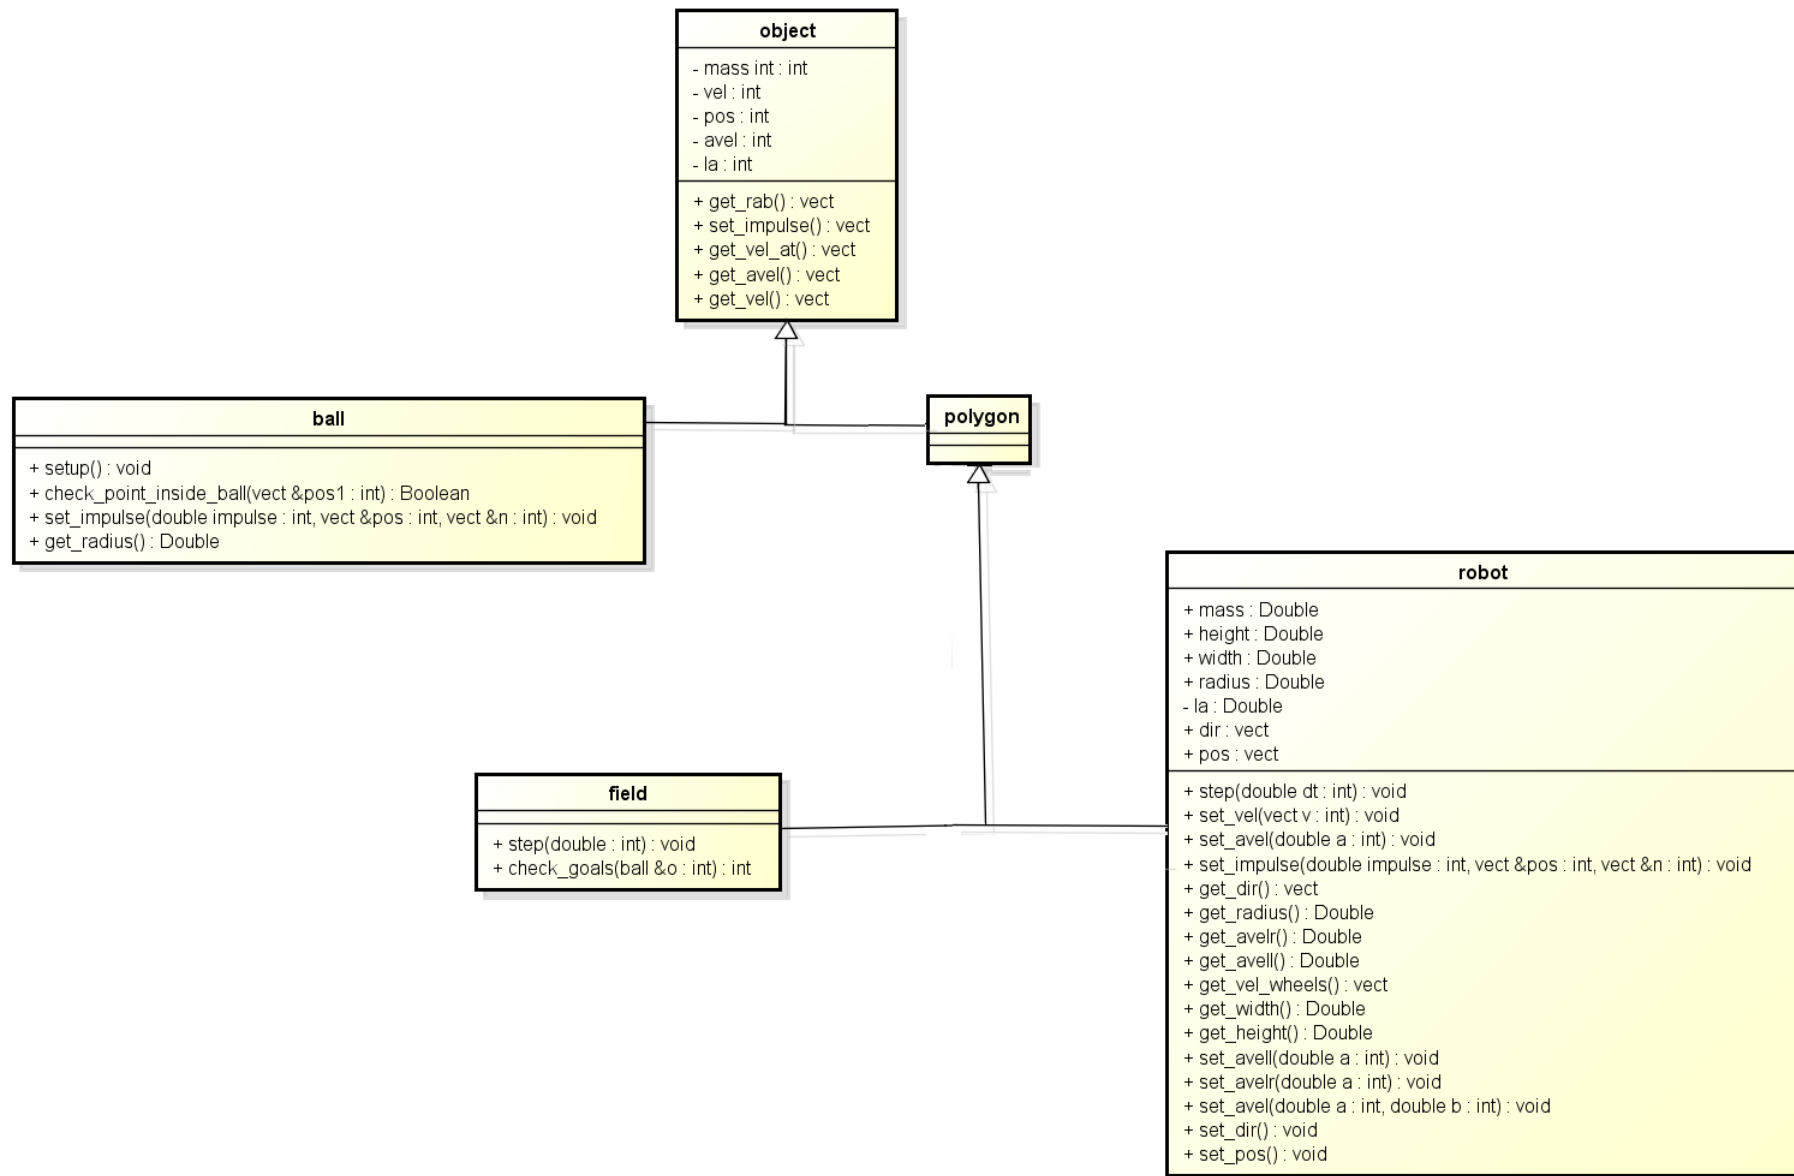 object
- mass int : int
- vel : int
- pos : int
- avel : int
- la : int
+ get_rab() : vect
+ set_impulse() : vect
+ get_vel_at() : vect
+ get_avel() : vect
+ get_vel() : vect
ball
+ setup() : void
+ check_point_inside_ball(vect &pos1 : int) : Boolean
+ set_impulse(double impulse : int, vect &pos : int, vect &n : int) : void
+ get_radius() : Double
polygon
field
+ step(double : int) : void
+ check_goals(ball &o : int) : int
robot
+ mass : Double
+ height : Double
+ width : Double
+ radius : Double
- la : Double
+ dir : vect
+ pos : vect
+ step(double dt : int) : void
+ set_vel(vect v : int) : void
+ set_avel(double a : int) : void
+ set_impulse(double impulse : int, vect &pos : int, vect &n : int) : void
+ get_dir() : vect
+ get_radius() : Double
+ get_avelr() : Double
+ get_avell() : Double
+ get_vel_wheels() : vect
+ get_width() : Double
+ get_height() : Double
+ set_avell(double a : int) : void
+ set_avelr(double a : int) : void
+ set_avel(double a : int, double b : int) : void
+ set_dir() : void
+ set_pos() : void